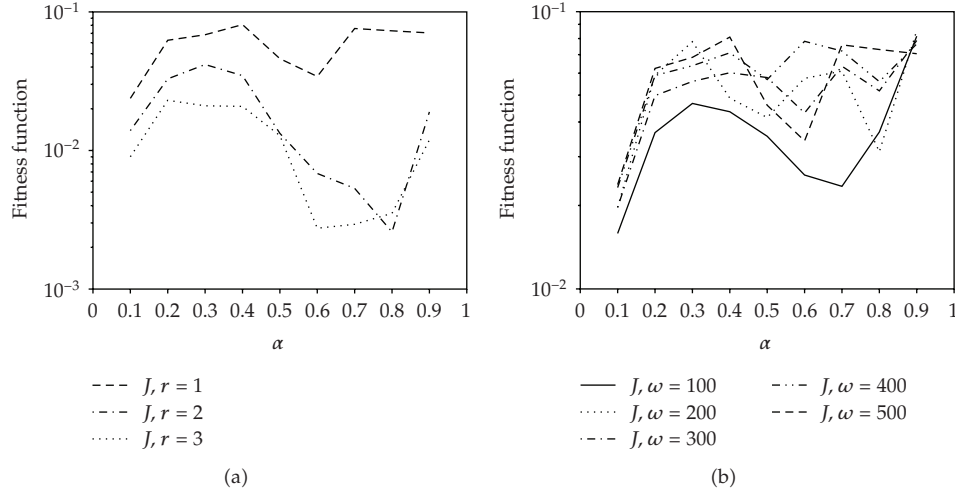 10⁻¹
10⁻²
10⁻³
Fitness function
0 0.1 0.2 0.3 0.4 0.5 0.6 0.7 0.8 0.9 1
α
J, r = 1
J, r = 2
J, r = 3
(a)
10⁻¹
10⁻²
Fitness function
0 0.1 0.2 0.3 0.4 0.5 0.6 0.7 0.8 0.9 1
α
J, ω = 100
J, ω = 200
J, ω = 300
J, ω = 400
J, ω = 500
(b)